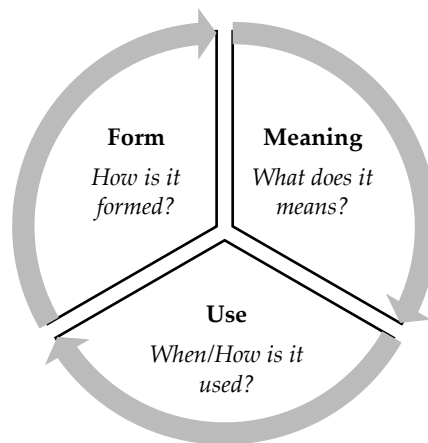 Form
How is it
formed?
Meaning
What does it
means?
Use
When/How is it
used?